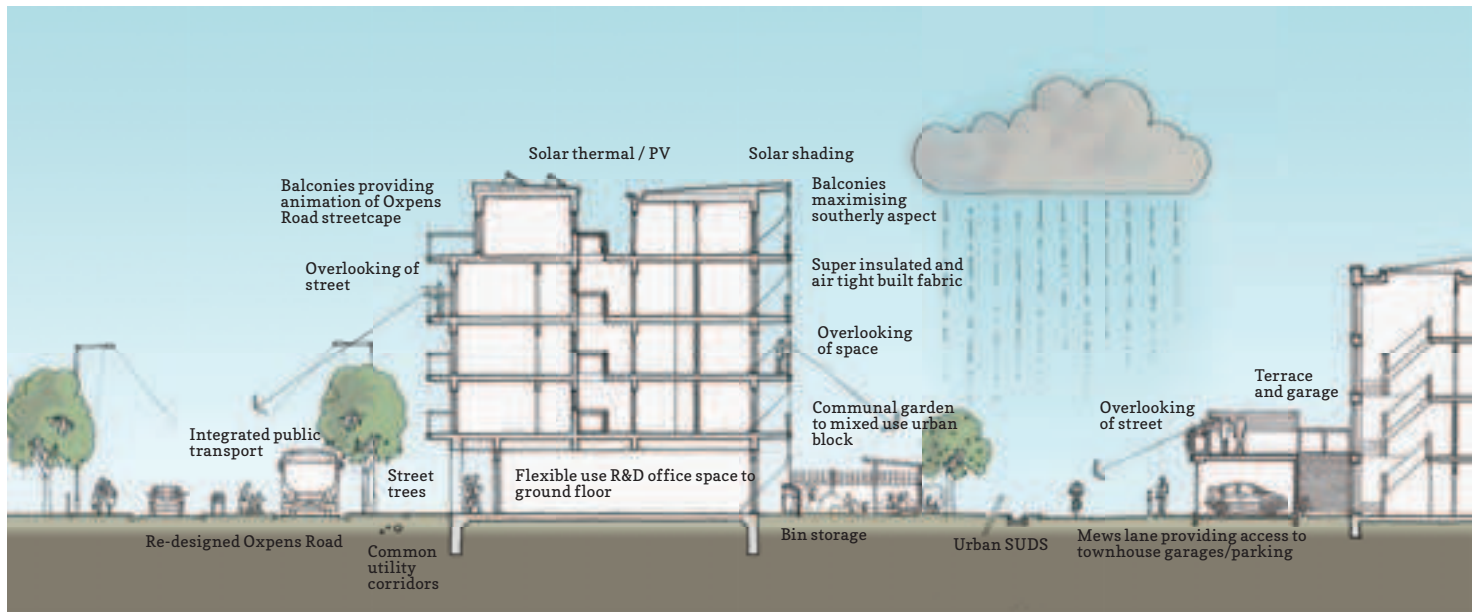 Solar thermal / PV
Solar shading
Balconies providing
animation of Oxpens
Road streetcape
Balconies
maximising
southerly aspect
Overlooking of
street
Super insulated and
air tight built fabric
Overlooking
of space
Terrace
and garage
Communal garden
to mixed use urban
block
Overlooking
of street
Integrated public
transport
Street
trees
Flexible use R&D office space to
ground floor
Re-designed Oxpens Road
Common
utility
corridors
Bin storage
Urban SUDS
Mews lane providing access to
townhouse garages/parking